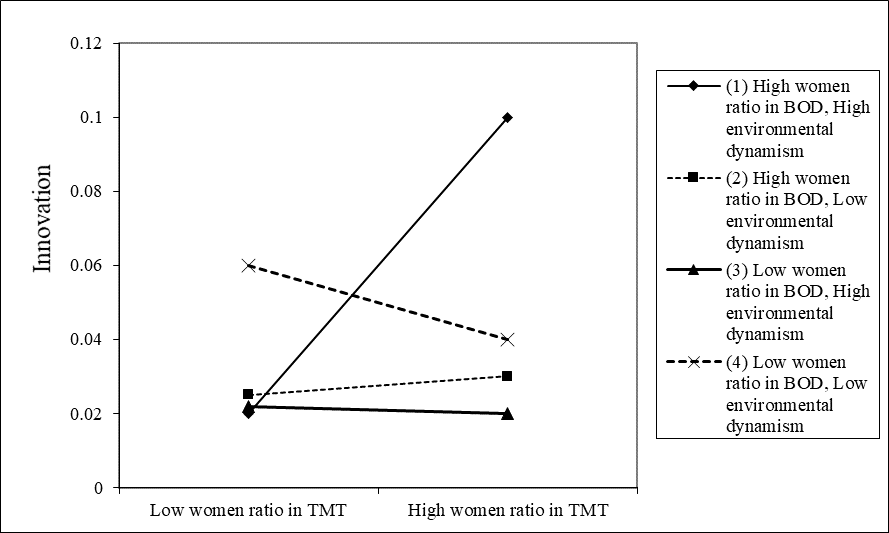 0.12
0.1
0.08
0.06
0.04
0.02
0
Innovation
Low women ratio in TMT
High women ratio in TMT
(1) High women
ratio in BOD, High
environmental
dynamism
(2) High women
ratio in BOD, Low
environmental
dynamism
(3) Low women
ratio in BOD, High
environmental
dynamism
(4) Low women
ratio in BOD, Low
environmental
dynamism